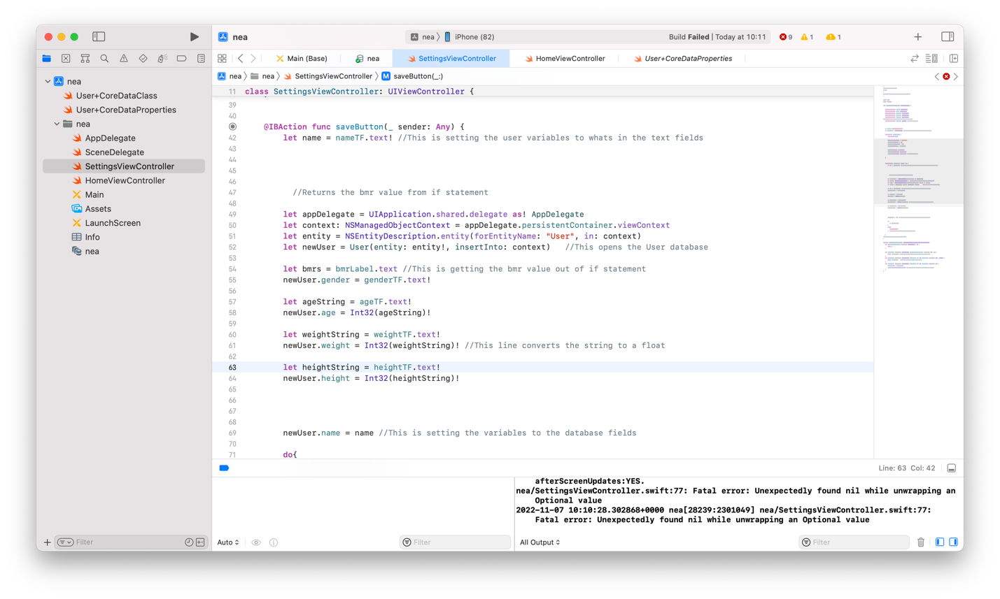 nea
nea
iPhone (82)
Build Failed | Today at 10:11
9
1
1
Main (Base)
nea
SettingsViewController
HomeViewController
User+CoreDataProperties
nea
nea
SettingsViewController
M
saveButton(_:)
nea
User+CoreDataClass
User+CoreDataProperties
nea
AppDelegate
SceneDelegate
SettingsViewController
HomeViewController
Main
Assets
LaunchScreen
Info
nea
Filter
11 class SettingsViewController: UIViewController {
39
40
@IBAction func saveButton(_ sender: Any) {
42 let name = nameTF.text! //This is setting the user variables to whats in the text fields
43
44
45
46
47 //Returns the bmr value from if statement
48
49 let appDelegate = UIApplication.shared.delegate as! AppDelegate
50 let context: NSManagedObjectContext = appDelegate.persistentContainer.viewContext
51 let entity = NSEntityDescription.entity(forEntityName: "User", in: context)
52 let newUser = User(entity: entity!, insertInto: context) //This opens the User database
53
54 let bmrs = bmrLabel.text //This is getting the bmr value out of if statement
55 newUser.gender = genderTF.text!
56
57 let ageString = ageTF.text!
58 newUser.age = Int32(ageString)!
59
60 let weightString = weightTF.text!
61 newUser.weight = Int32(weightString)! //This line converts the string to a float
62
63 let heightString = heightTF.text!
64 newUser.height = Int32(heightString)!
65
66
67
68
69 newUser.name = name //This is setting the variables to the database fields
70
71 do{
Line: 63 Col: 42
afterScreenUpdates:YES.
nea/SettingsViewController.swift:77: Fatal error: Unexpectedly found nil while unwrapping an
Optional value
2022-11-07 10:10:28.302868+0000 nea[28239:2301049] nea/SettingsViewController.swift:77:
Fatal error: Unexpectedly found nil while unwrapping an Optional value
Auto
Filter
All Output
Filter